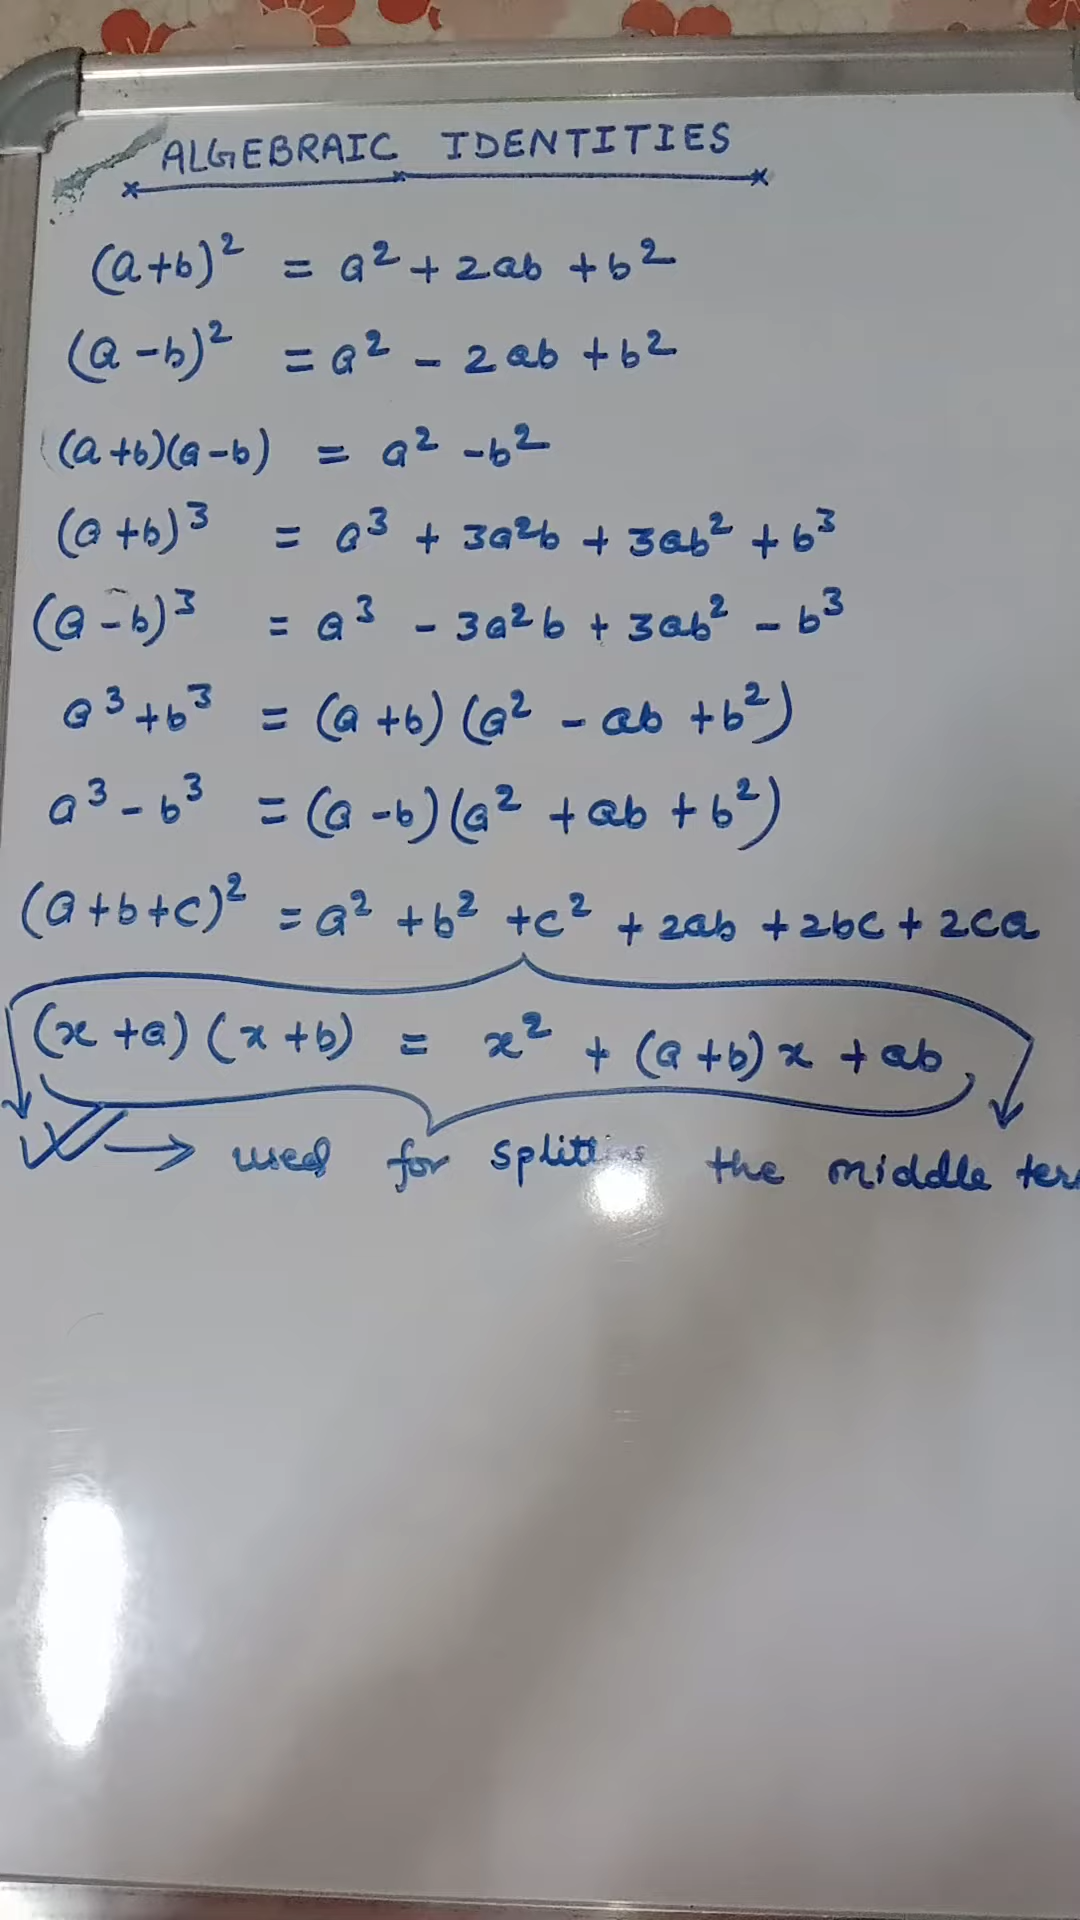 ALGEBRAIC IDENTITIES
(a+b)² = a² + 2ab + b²
(a-b)² = a² - 2ab + b²
(a+b)(a-b) = a² - b²
(a+b)³ = a³ + 3a²b + 3ab² + b³
(a-b)³ = a³ - 3a²b + 3ab² - b³
a³+b³ = (a+b)(a² - ab + b²)
a³-b³ = (a-b)(a² + ab + b²)
(a+b+c)² = a² + b² + c² + 2ab + 2bc + 2ca
(x+a)(x+b) = x² + (a+b)x + ab,
→ used for the middle